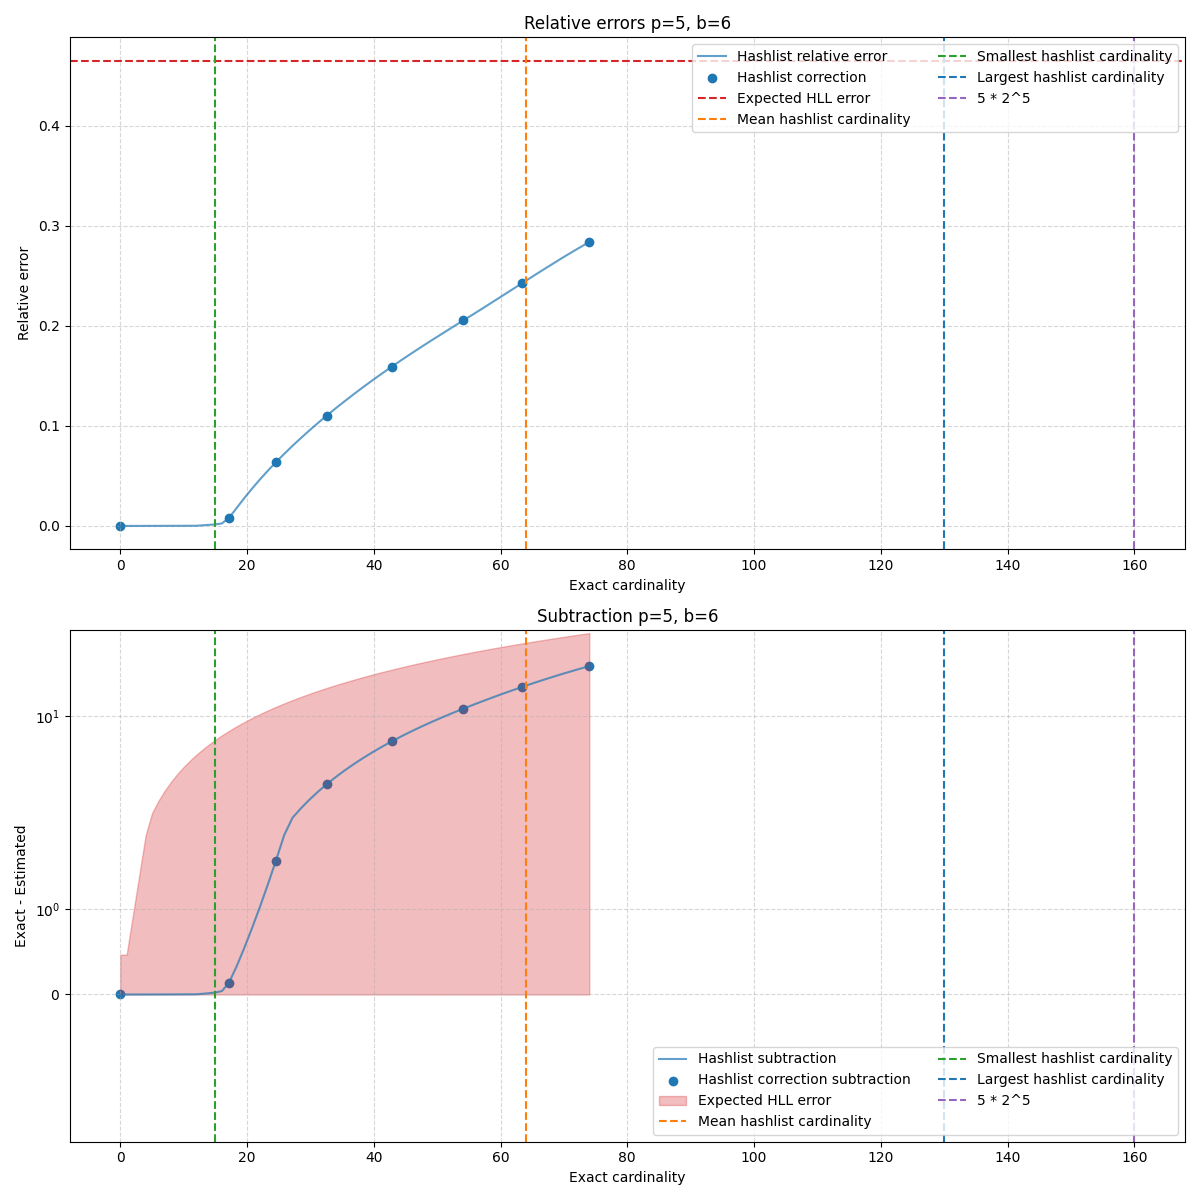 Relative errors p=5, b=6
Hashlist relative error
Hashlist correction
Expected HLL error
Mean hashlist cardinality
Smallest hashlist cardinality
Largest hashlist cardinality
5 * 2^5
Relative error
0.4
0.3
0.2
0.1
0.0
0 20 40 60 80 100 120 140 160
Exact cardinality
Subtraction p=5, b=6
Exact - Estimated
10¹
10⁰
0
Hashlist subtraction
Hashlist correction subtraction
Expected HLL error
Mean hashlist cardinality
Smallest hashlist cardinality
Largest hashlist cardinality
5 * 2^5
0 20 40 60 80 100 120 140 160
Exact cardinality